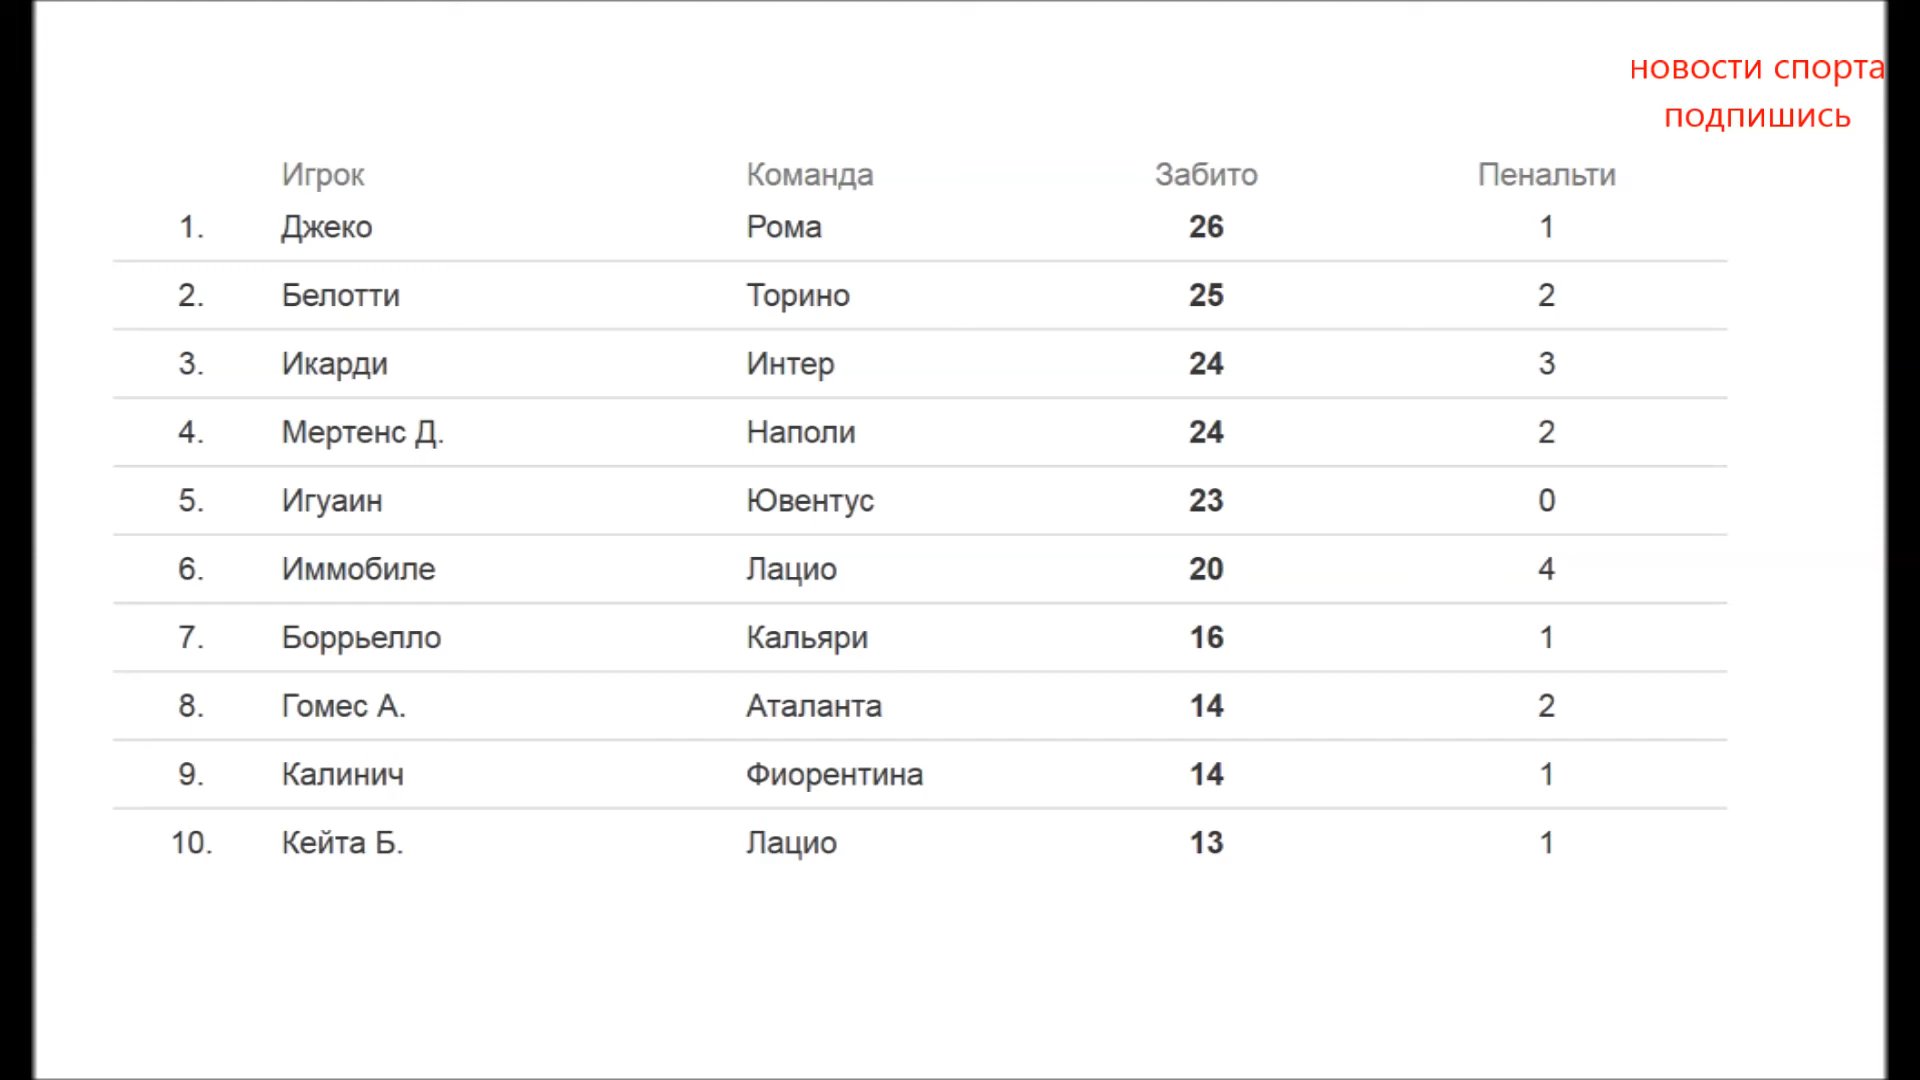 новости спорта
подпишись
Игрок Команда Забито Пенальти
1. Джеко Рома 26 1
2. Белотти Торино 25 2
3. Икарди Интер 24 3
4. Мертенс Д. Наполи 24 2
5. Игуаин Ювентус 23 0
6. Иммобиле Лацио 20 4
7. Боррьелло Кальяри 16 1
8. Гомес А. Аталанта 14 2
9. Калинич Фиорентина 14 1
10. Кейта Б. Лацио 13 1